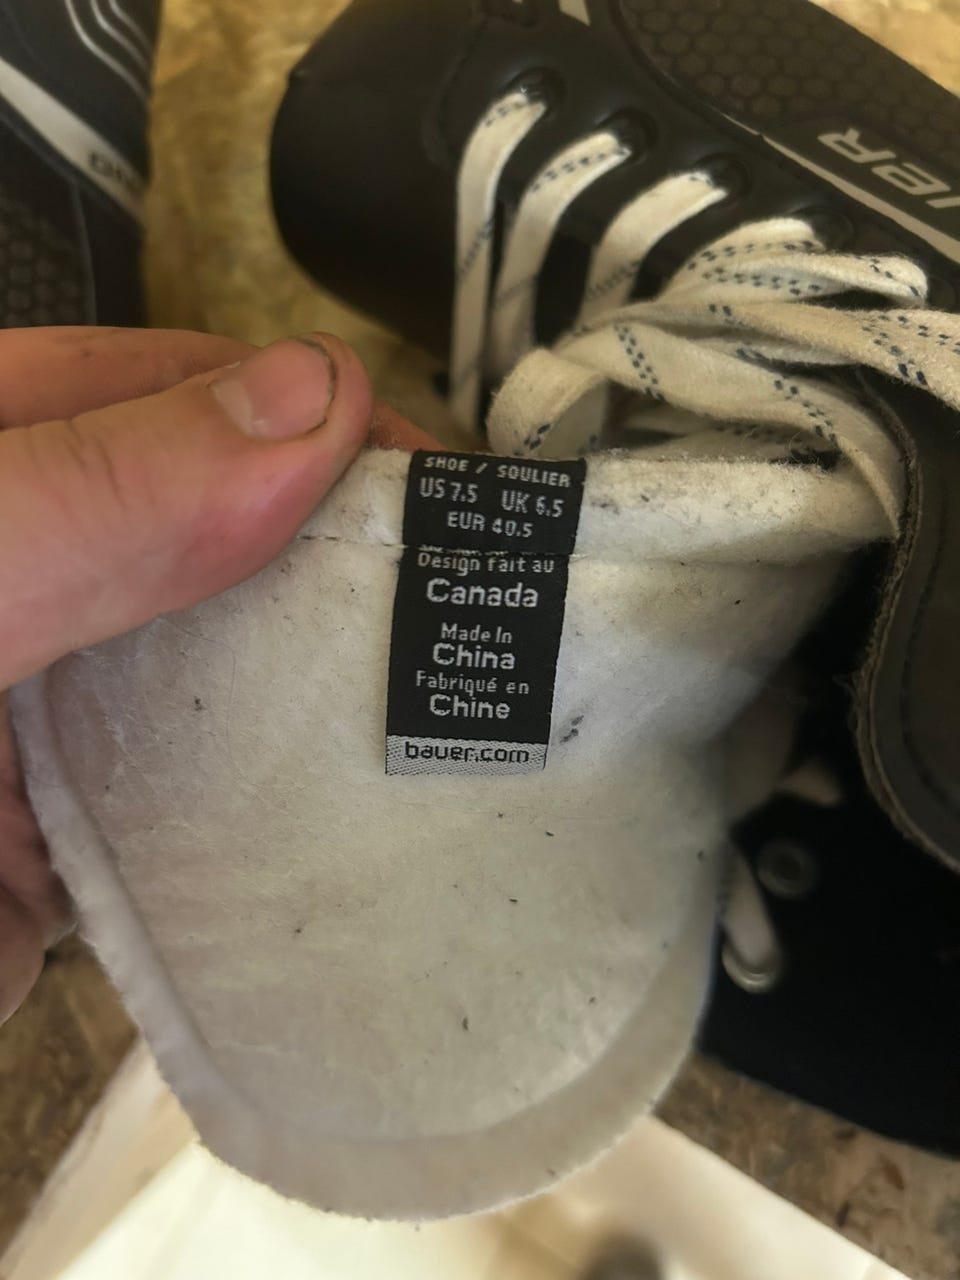 SHOE / SOULIER
US 7.5 UK 6.5
EUR 40.5
Design fait au
Canada
Made In
China
Fabriqué en
Chine
bauer.com